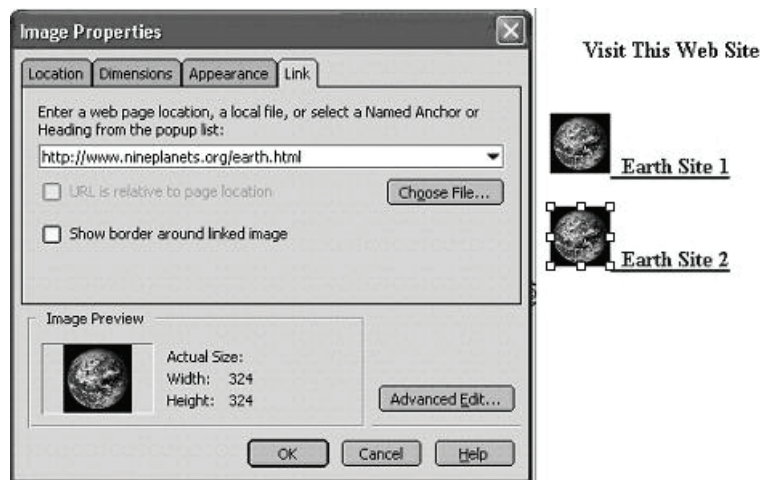 Image Properties
Location Dimensions Appearance Link
Enter a web page location, a local file, or select a Named Anchor or
Heading from the popup list:
http://www.nineplanets.org/earth.html
URL is relative to page location
Choose File...
Show border around linked image
Image Preview
Actual Size:
Width: 324
Height: 324
Advanced Edit...
OK Cancel Help
Visit This Web Site
Earth Site 1
Earth Site 2